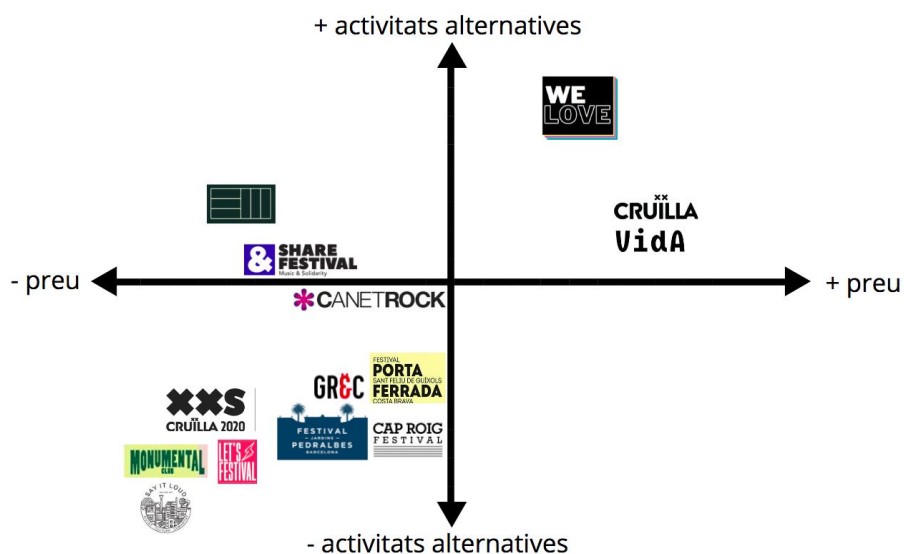 + activitats alternatives
WE
LOVE
CRUÏLLA
VidA
& SHARE
FESTIVAL
Music & Solidarity
- preu
+ preu
CANETROCK
FESTIVAL
PORTA
SANT FELIU DE GUÍXOLS
FERRADA
COSTA BRAVA
GREC
XXS
CRUÏLLA 2020
FESTIVAL
JARDINS
PEDRALBES
BARCELONA
CAP ROIG
FESTIVAL
MONUMENTAL
CLUB
LET'S
FESTIVAL
SAY IT LOUD
- activitats alternatives